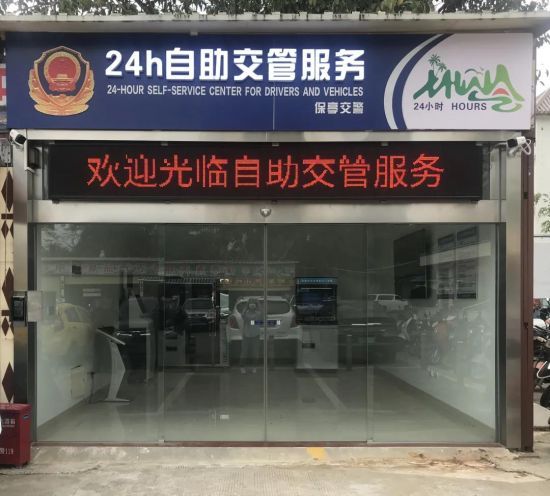 24h自助交管服务
24-HOUR SELF-SERVICE CENTER FOR DRIVERS AND VEHICLES
保亭交警
24小时 HOURS
欢迎光临自助交管服务
119